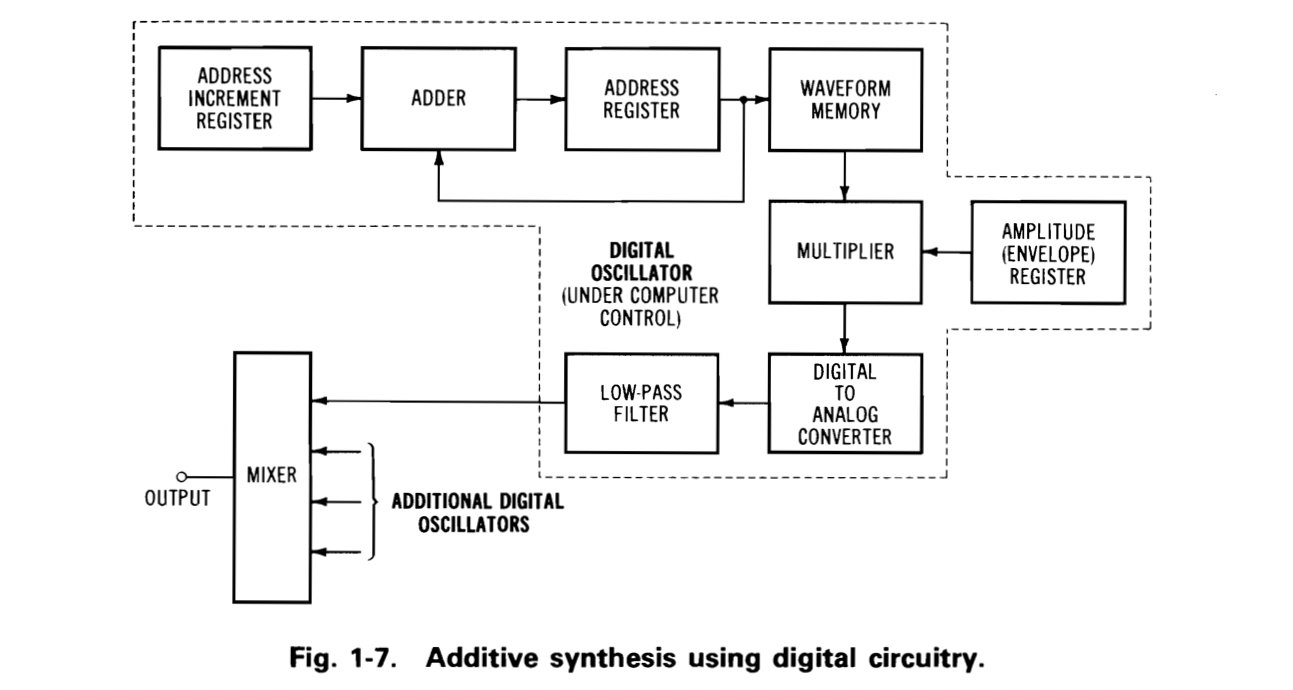 ADDRESS
INCREMENT
REGISTER
ADDER
ADDRESS
REGISTER
WAVEFORM
MEMORY
MULTIPLIER
AMPLITUDE
(ENVELOPE)
REGISTER
DIGITAL
OSCILLATOR
(UNDER COMPUTER
CONTROL)
DIGITAL
TO
ANALOG
CONVERTER
LOW-PASS
FILTER
MIXER
OUTPUT
ADDITIONAL DIGITAL
OSCILLATORS
Fig. 1-7. Additive synthesis using digital circuitry.